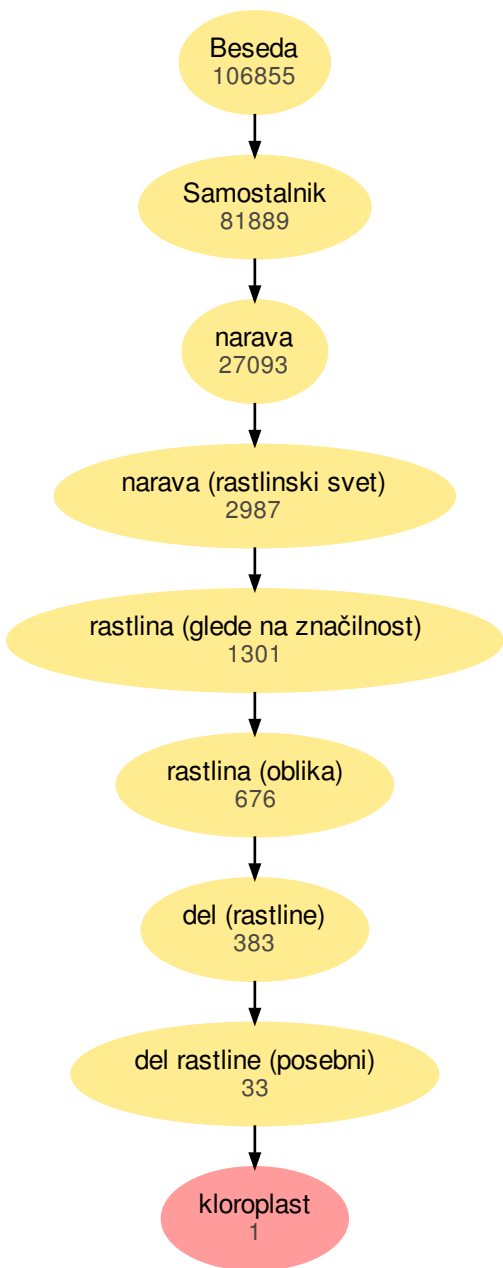 Beseda
106855
Samostalnik
81889
narava
27093
narava (rastlinski svet)
2987
rastlina (glede na značilnost)
1301
rastlina (oblika)
676
del (rastline)
383
del rastline (posebni)
33
kloroplast
1